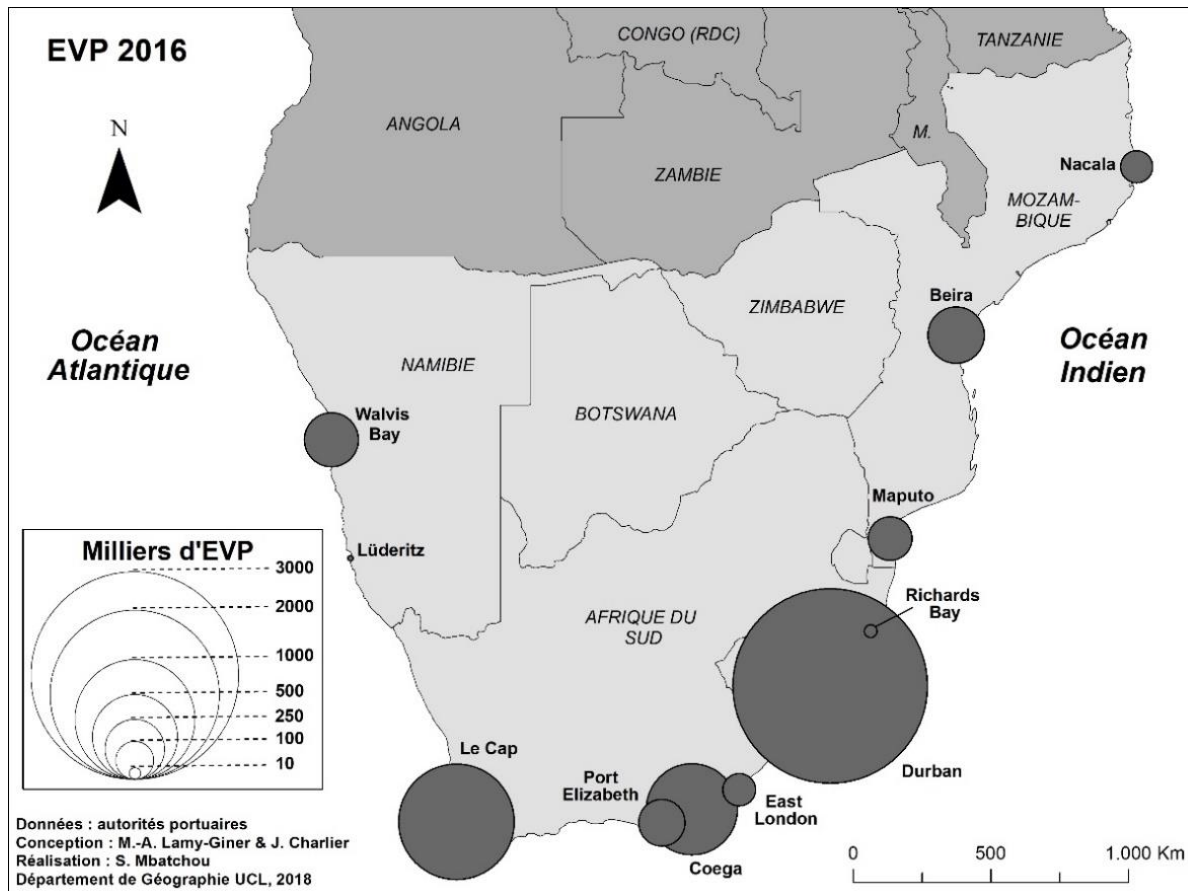 EVP 2016
N
CONGO (RDC)
TANZANIE
ANGOLA
M.
ZAMBIE
Nacala
MOZAM-
BIQUE
Océan
Atlantique
ZIMBABWE
Beira
Océan
Indien
NAMIBIE
BOTSWANA
Walvis
Bay
Maputo
Lüderitz
Richards
Bay
AFRIQUE DU
SUD
Milliers d'EVP
3000
2000
1000
500
250
100
10
Le Cap
Port
Elizabeth
East
London
Durban
Coega
Données : autorités portuaires
Conception : M.-A. Lamy-Giner & J. Charlier
Réalisation : S. Mbatchou
Département de Géographie UCL, 2018
0 500 1.000 Km